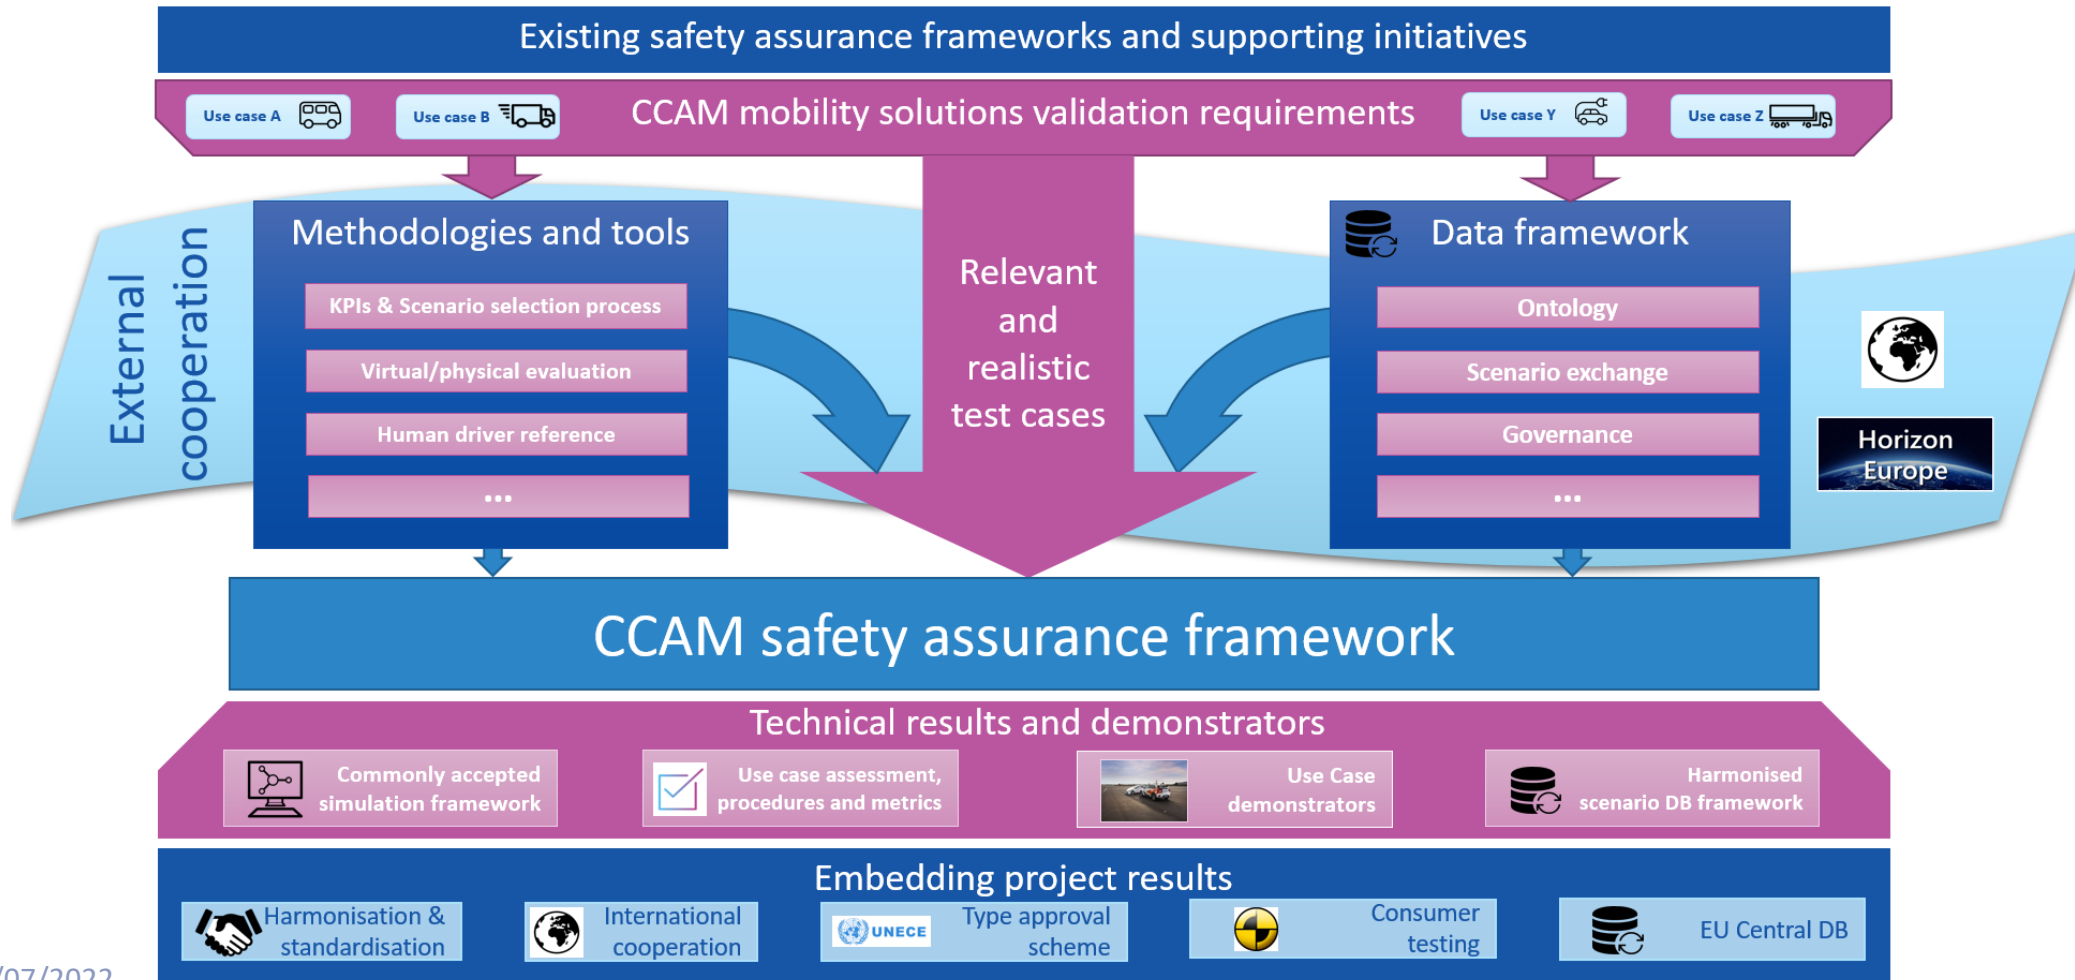 Existing safety assurance frameworks and supporting initiatives
Use case A
Use case B
CCAM mobility solutions validation requirements
Use case Y
Use case Z
External
cooperation
Methodologies and tools
KPIs & Scenario selection process
Virtual/physical evaluation
Human driver reference
...
Relevant
and
realistic
test cases
Data framework
Ontology
Scenario exchange
Governance
...
Horizon
Europe
CCAM safety assurance framework
Technical results and demonstrators
Commonly accepted
simulation framework
Use case assessment,
procedures and metrics
Use Case
demonstrators
Harmonised
scenario DB framework
Embedding project results
Harmonisation &
standardisation
International
cooperation
UNECE
Type approval
scheme
Consumer
testing
EU Central DB
/07/2022